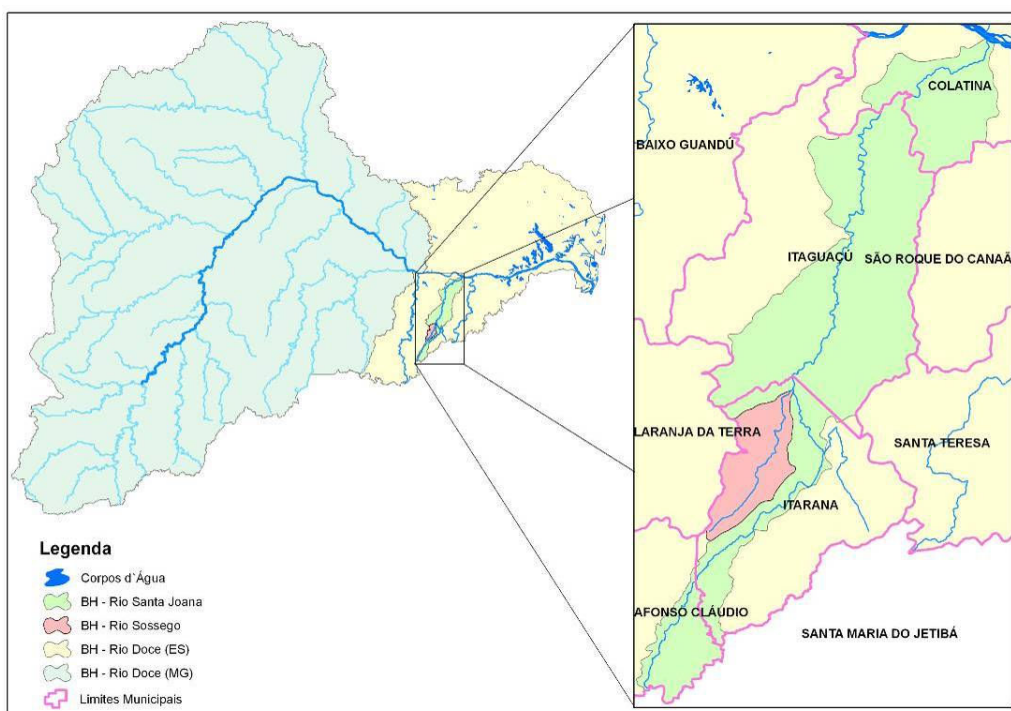 COLATINA
BAIXO GUANDÚ
ITAGUAÇÚ
SÃO ROQUE DO CANAÃ
LARANJA DA TERRA
SANTA TERESA
ITARANA
AFONSO CLÁUDIO
SANTA MARIA DO JETIBÁ
Legenda
Corpos d`Água
BH - Rio Santa Joana
BH - Rio Sossego
BH - Rio Doce (ES)
BH - Rio Doce (MG)
Limites Municipais